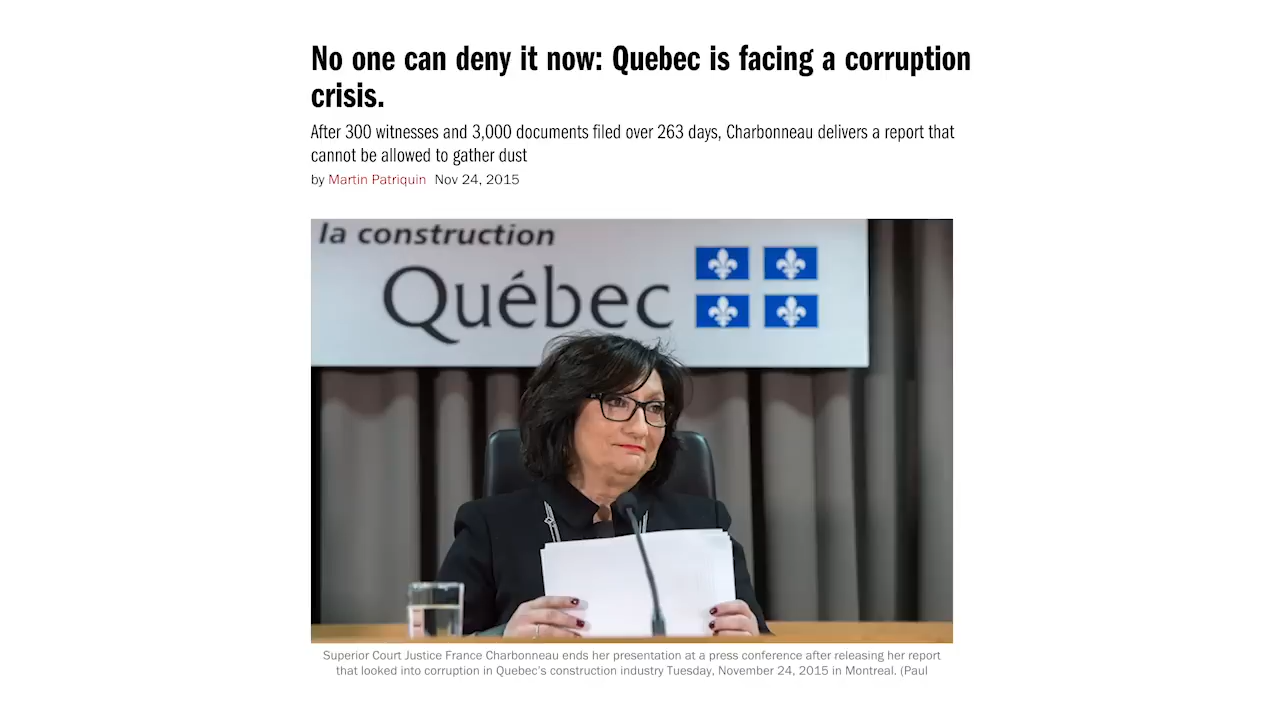 No one can deny it now: Quebec is facing a corruption
crisis.
After 300 witnesses and 3,000 documents filed over 263 days, Charbonneau delivers a report that
cannot be allowed to gather dust
by Martin Patriquin Nov 24, 2015
la construction
Québec
Superior Court Justice France Charbonneau ends her presentation at a press conference after releasing her report
that looked into corruption in Quebec's construction industry Tuesday, November 24, 2015 in Montreal. (Paul